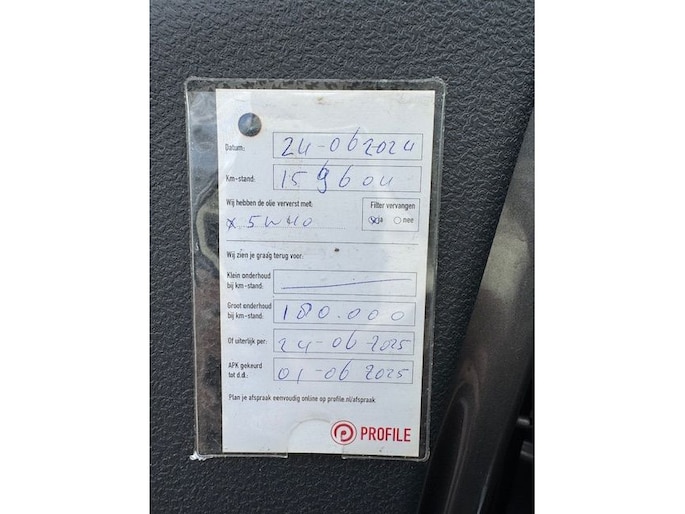 Datum: 24-06 2024
Km-stand: 159604
Wij hebben de olie ververst met: Filter vervangen
x 5W40 ja nee
Wij zien je graag terug voor:
Klein onderhoud
bij km-stand:
Groot onderhoud
bij km-stand: 180.000
Of uiterlijk per: 24-06 2025
APK gekeurd
tot d.d.: 01-06 2025
Plan je afspraak eenvoudig online op profile.nl/afspraak
PROFILE